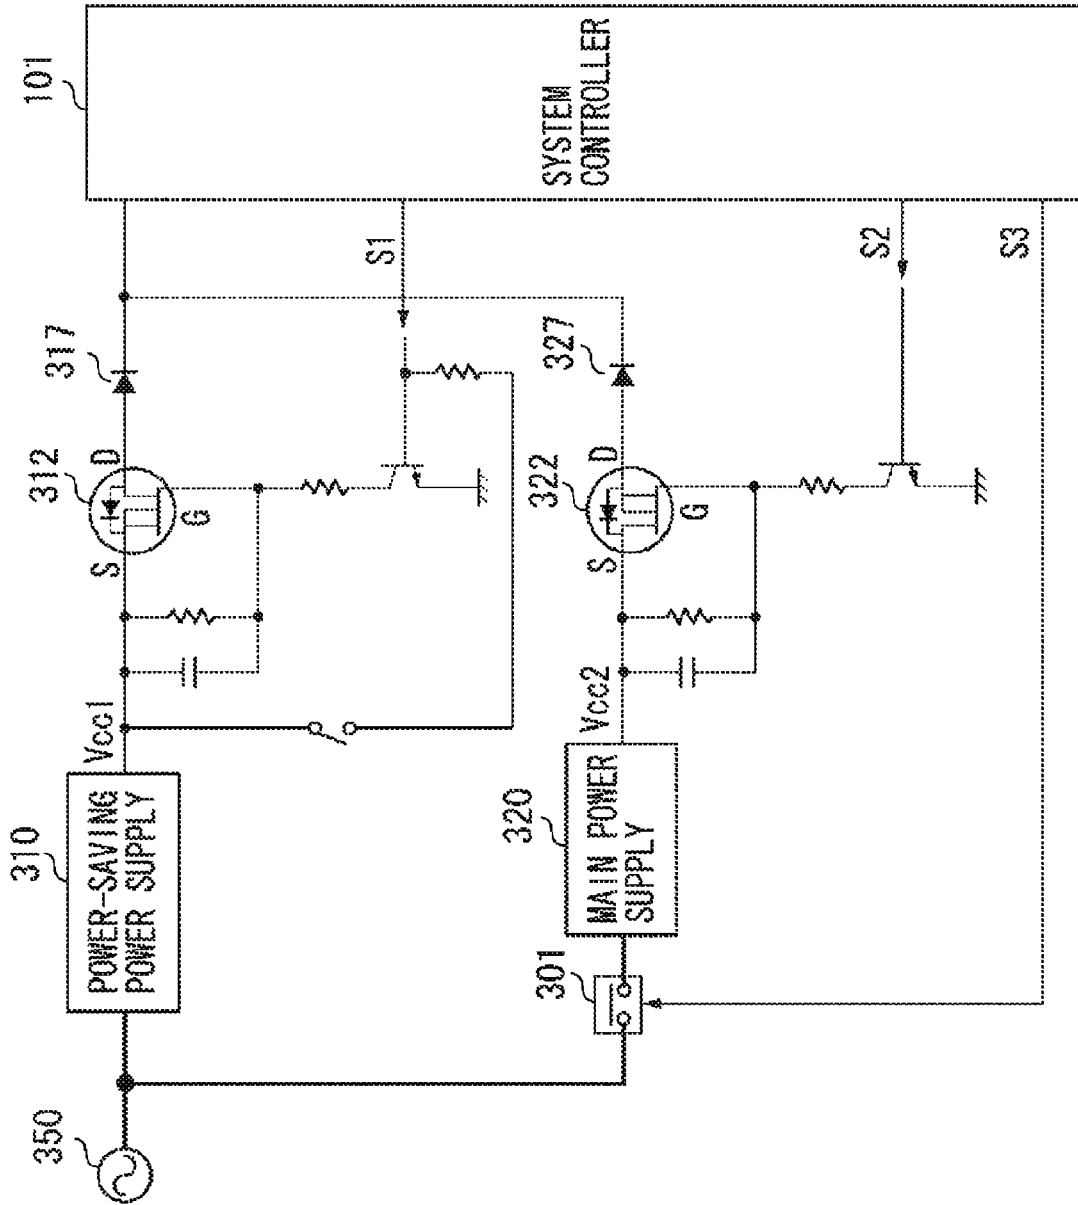 350
310
POWER-SAVING
POWER SUPPLY
Vcc1
S
312
D
G
317
101
SYSTEM
CONTROLLER
S1
301
320
MAIN POWER
SUPPLY
Vcc2
S
322
D
G
327
S2
S3